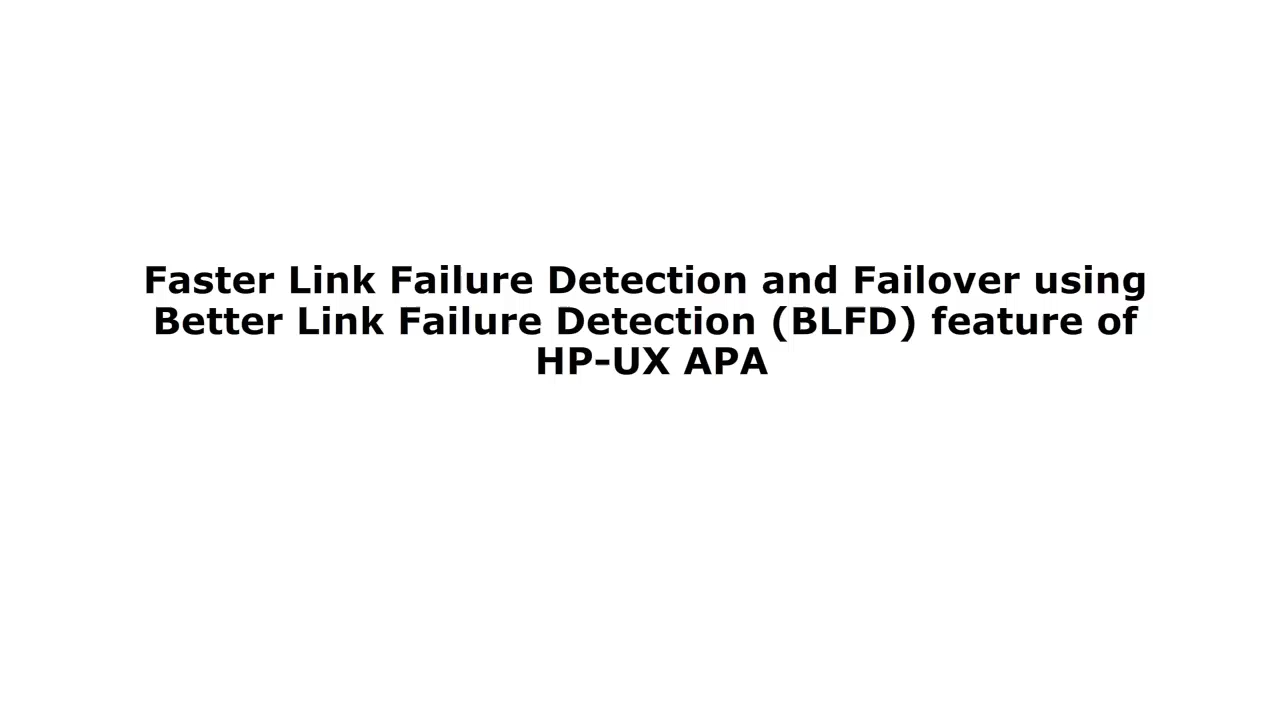 Faster Link Failure Detection and Failover using
Better Link Failure Detection (BLFD) feature of
HP-UX APA